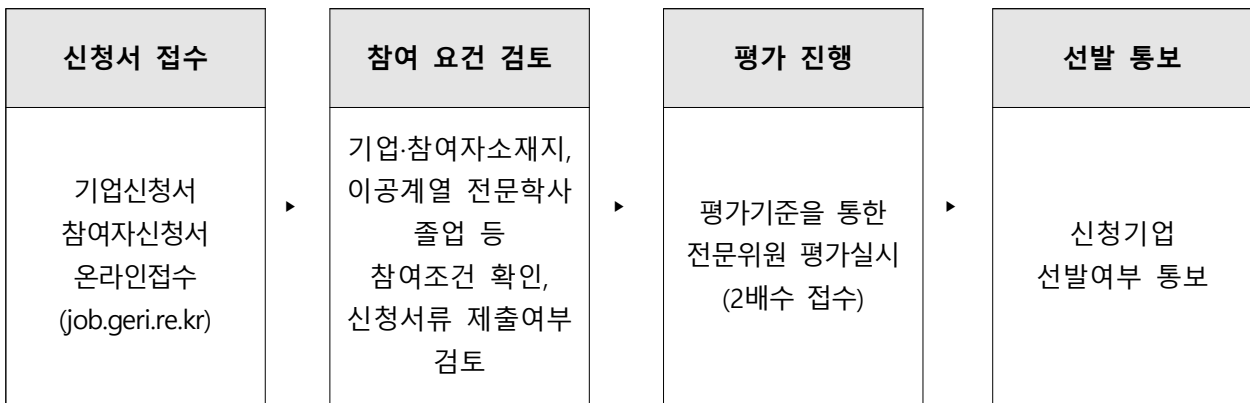 신청서 접수
기업신청서
참여자신청서
온라인접수
(job.geri.re.kr)
▶
참여 요건 검토
기업·참여자소재지,
이공계열 전문학사
졸업 등
참여조건 확인,
신청서류 제출여부
검토
▶
평가 진행
평가기준을 통한
전문위원 평가실시
(2배수 접수)
▶
선발 통보
신청기업
선발여부 통보